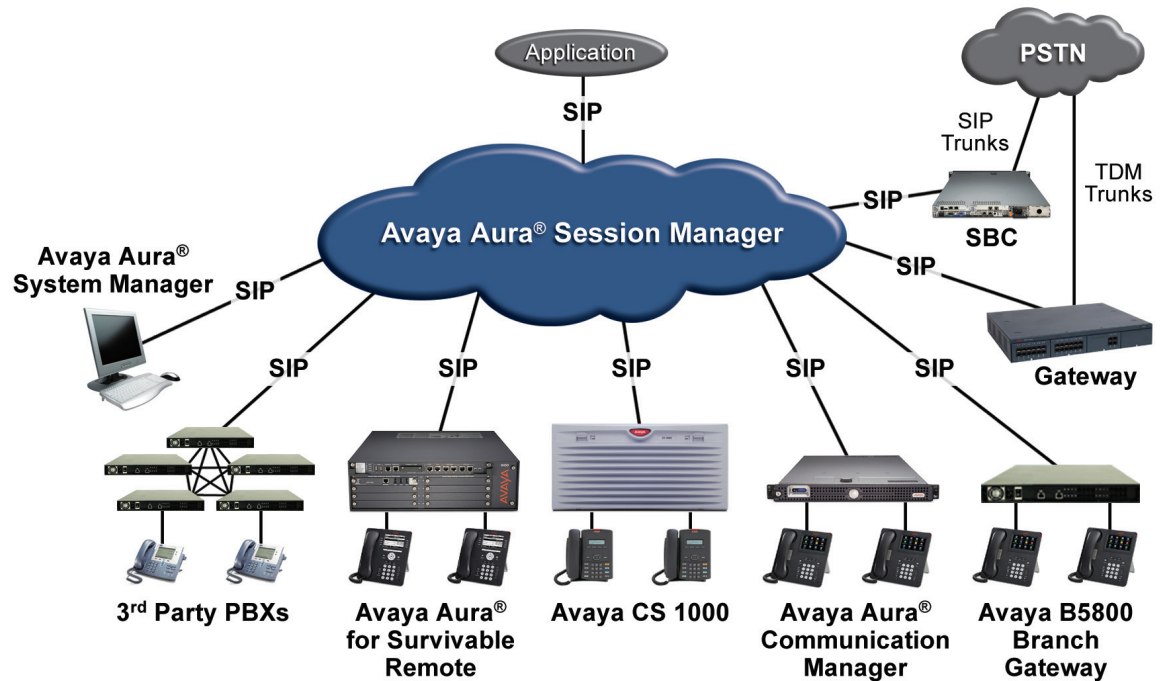 Application
PSTN
SIP
SIP
Trunks
TDM
Trunks
SIP
SBC
Avaya Aura® Session Manager
Avaya Aura®
System Manager
SIP
SIP
Gateway
SIP
SIP
SIP
SIP
SIP
AVAYA
3rd Party PBXs
Avaya Aura®
for Survivable
Remote
Avaya CS 1000
Avaya Aura®
Communication
Manager
Avaya B5800
Branch
Gateway